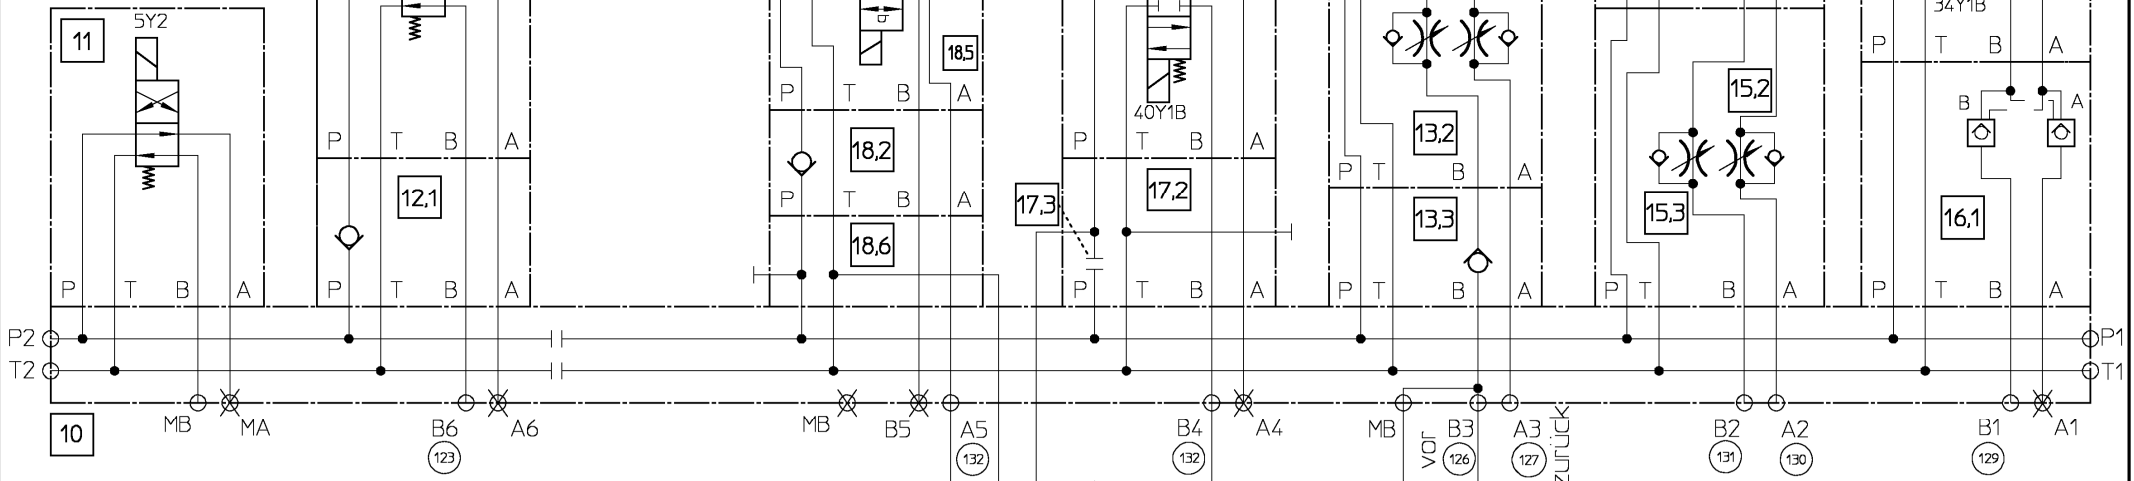 5Y2
34Y1B
11
18,5
P T B A
15,2
P T B A
40Y1B
B A
P T B A
18,2
P T B A
13,2
12,1
P T B A
17,3
17,2
P T B A
13,3
15,3
16,1
18,6
P T B A
P T B A
P T B A
P T B A
P T B A
P T B A
P2
P1
T2
T1
10
MB
MA
B6
A6
MB
B5
A5
B4
A4
MB
vor
B3
A3
zurück
B2
A2
B1
A1
123
132
132
126
127
131
130
129